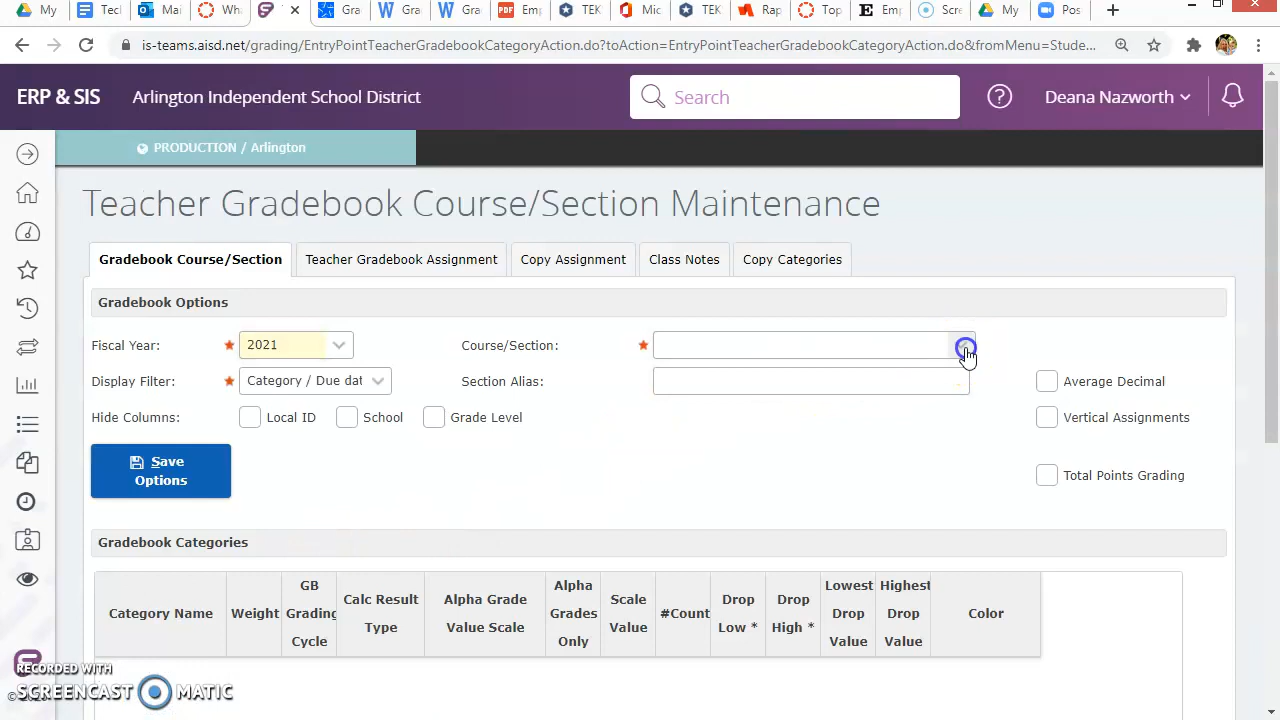 My
Tech
Mai
Wha
T
Gra
Gra
Gra
PDF
Emp
TEK
Mic
TEK
Rap
Top
Emp
Scre
My
Pos
is-teams.aisd.net/grading/EntryPointTeacherGradebookCategoryAction.do?toAction=EntryPointTeacherGradebookCategoryAction.do&fromMenu=Stude...
ERP & SIS
Arlington Independent School District
Search
Deana Nazworth
PRODUCTION / Arlington
Teacher Gradebook Course/Section Maintenance
Gradebook Course/Section
Teacher Gradebook Assignment
Copy Assignment
Class Notes
Copy Categories
Gradebook Options
Fiscal Year: 2021 Course/Section:
Display Filter: Category / Due dat Section Alias: Average Decimal
Hide Columns: Local ID School Grade Level Vertical Assignments
Save
Options
Total Points Grading
Gradebook Categories
Category Name
Weight
GB
Grading
Cycle
Calc Result
Type
Alpha Grade
Value Scale
Alpha
Grades
Only
Scale
Value
#Count
Drop
Low *
Drop
High *
Lowest
Drop
Value
Highest
Drop
Value
Color
RECORDED WITH
SCREENCAST MATIC